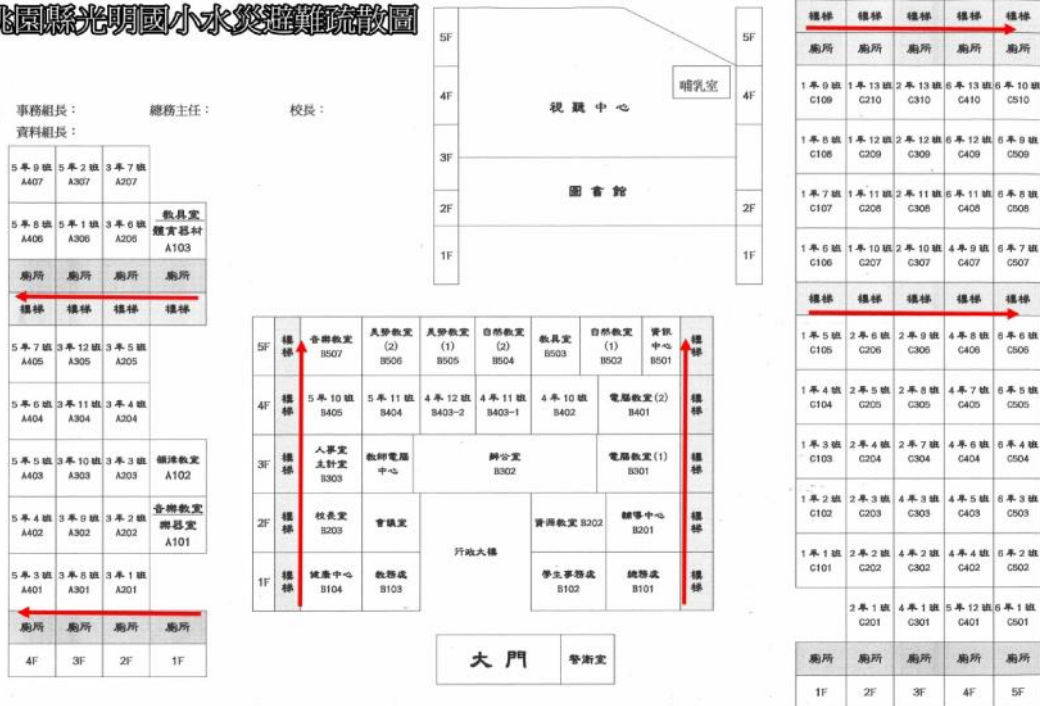 桃園縣光明國小水災避難疏散圖
事務組長：　總務主任：　校長：
資料組長：
5年9班 5年2班 3年7班
A407 A307 A207
5年8班 5年1班 3年6班 教具室
A406 A306 A206 體育器材
A103
廁所 廁所 廁所 廁所
樓梯 樓梯 樓梯 樓梯
5年7班 3年12班 3年5班
A405 A305 A205
5年6班 3年11班 3年4班
A404 A304 A204
5年5班 3年10班 3年3班 韻律教室
A403 A303 A203 A102
5年4班 3年9班 3年2班 音樂教室
A402 A302 A202 樂器室
A101
5年3班 3年8班 3年1班
A401 A301 A201
廁所 廁所 廁所 廁所
4F 3F 2F 1F
5F 5F
4F 視聽中心 哺乳室 4F
3F
圖書館
2F 2F
1F 1F
5F 樓梯 音樂教室 美勞教室 美勞教室 自然教室 教具室 自然教室 資訊 樓梯
(2) (1) (2) (1) 中心
B507 B506 B505 B504 B503 B502 B501
4F 樓梯 5年10班 5年11班 4年12班 4年11班 4年10班 電腦教室(2) 樓梯
B405 B404 B403-2 B403-1 B402 B401
3F 樓梯 人事室 教師電腦 辦公室 電腦教室(1) 樓梯
主計室 中心 B302 B301
B303
2F 樓梯 校長室 會議室 資源教室 B202 輔導中心 樓梯
B203 B201
行政大樓
1F 樓梯 健康中心 教務處 學生事務處 總務處 樓梯
B104 B103 B102 B101
大門 警衛室
樓梯 樓梯 樓梯 樓梯 樓梯
廁所 廁所 廁所 廁所 廁所
1年9班 1年13班 2年13班 6年13班 6年10班
C109 C210 C310 C410 C510
1年8班 1年12班 2年12班 6年12班 6年9班
C108 C209 C309 C409 C509
1年7班 1年11班 2年11班 6年11班 6年8班
C107 C208 C308 C408 C508
1年6班 1年10班 2年10班 4年9班 6年7班
C106 C207 C307 C407 C507
樓梯 樓梯 樓梯 樓梯 樓梯
1年5班 2年6班 2年9班 4年8班 6年6班
C105 C206 C306 C406 C506
1年4班 2年5班 2年8班 4年7班 6年5班
C104 C205 C305 C405 C505
1年3班 2年4班 2年7班 4年6班 6年4班
C103 C204 C304 C404 C504
1年2班 2年3班 4年3班 4年5班 6年3班
C102 C203 C303 C403 C503
1年1班 2年2班 4年2班 4年4班 6年2班
C101 C202 C302 C402 C502
2年1班 4年1班 5年12班 6年1班
C201 C301 C401 C501
廁所 廁所 廁所 廁所 廁所
1F 2F 3F 4F 5F